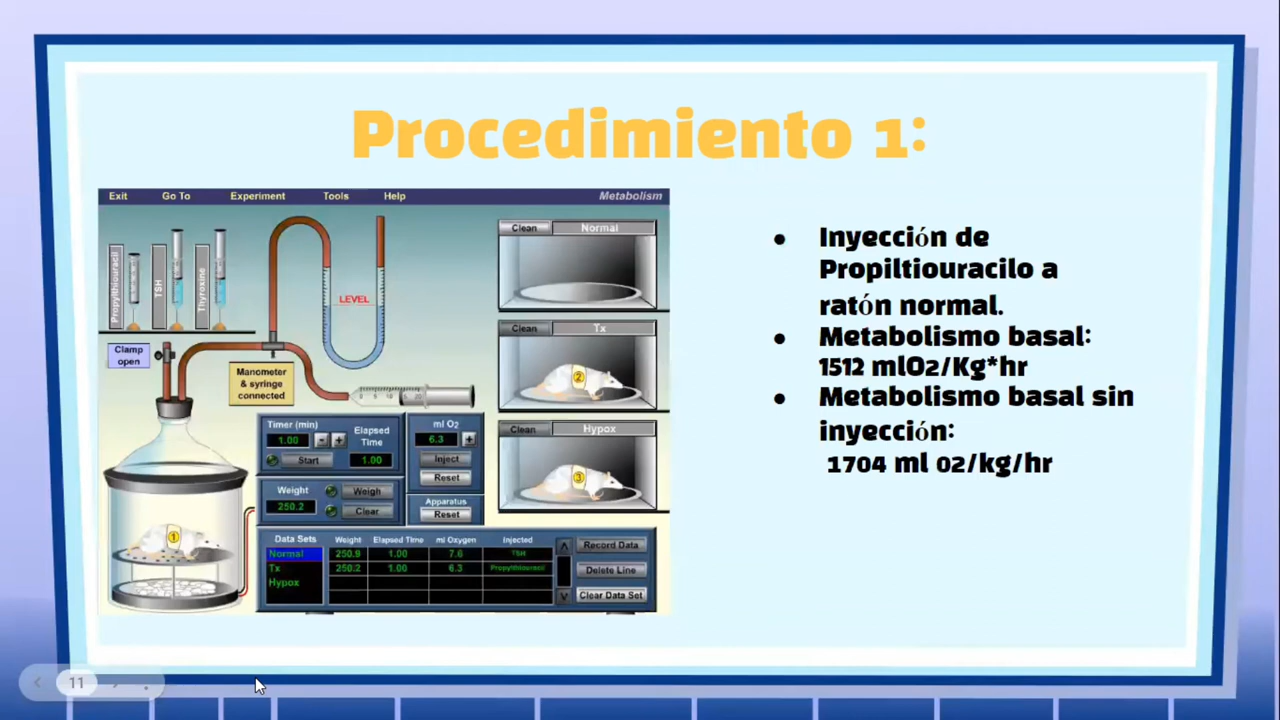 Procedimiento 1:
Exit Go To Experiment Tools Help Metabolism
Propylthiouracil
TSH
Thyroxine
LEVEL
Clamp
open
Manometer
& syringe
connected
Clean Normal
Clean Tx
Clean Hypox
2
3
1
Timer (min)
1.00 - +
Start
Elapsed
Time
1.00
ml O2
6.3 +
Inject
Reset
Weight
250.2
Weigh
Clear
Apparatus
Reset
Data Sets Weight Elapsed Time ml Oxygen Injected
Normal 250.9 1.00 7.6 TSH
Tx 250.2 1.00 6.3 Propylthiouracil
Hypox
Record Data
Delete Line
Clear Data Set
● Inyección de
Propiltiouracilo a
ratón normal.
● Metabolismo basal:
1512 mlO2/Kg*hr
● Metabolismo basal sin
inyección:
1704 ml 02/kg/hr
11